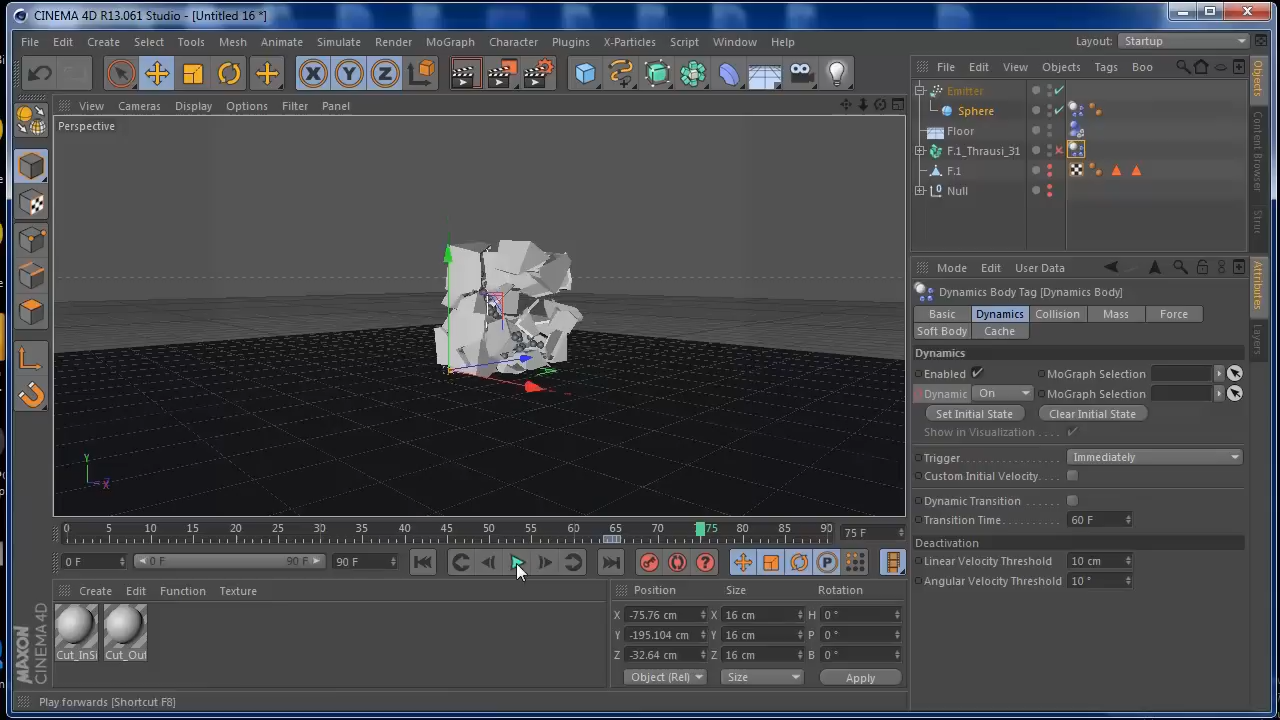 CINEMA 4D R13.061 Studio - [Untitled 16 *]
File Edit Create Select Tools Mesh Animate Simulate Render MoGraph Character Plugins X-Particles Script Window Help
Layout: Startup
File Edit View Objects Tags Boo
View Cameras Display Options Filter Panel
Perspective
Emitter
Sphere
Floor
F.1_Thrausi_31
F.1
Null
Objects
Content Browser
Struc
Mode Edit User Data
Attributes
Layers
Dynamics Body Tag [Dynamics Body]
Basic Dynamics Collision Mass Force
Soft Body Cache
Dynamics
Enabled MoGraph Selection
Dynamic On MoGraph Selection
Set Initial State Clear Initial State
Show in Visualization . . . .
Trigger Immediately
Custom Initial Velocity
Dynamic Transition
Transition Time 60 F
Deactivation
Linear Velocity Threshold 10 cm
Angular Velocity Threshold 10 °
Y
X
0 5 10 15 20 25 30 35 40 45 50 55 60 65 70 75 80 85 90 75 F
0 F 0 F 90 F 90 F
Create Edit Function Texture
Cut_InSi Cut_Out
Position Size Rotation
X -75.76 cm X 16 cm H 0 °
Y -195.104 cm Y 16 cm P 0 °
Z -32.64 cm Z 16 cm B 0 °
Object (Rel) Size Apply
MAXON CINEMA 4D
Play forwards [Shortcut F8]